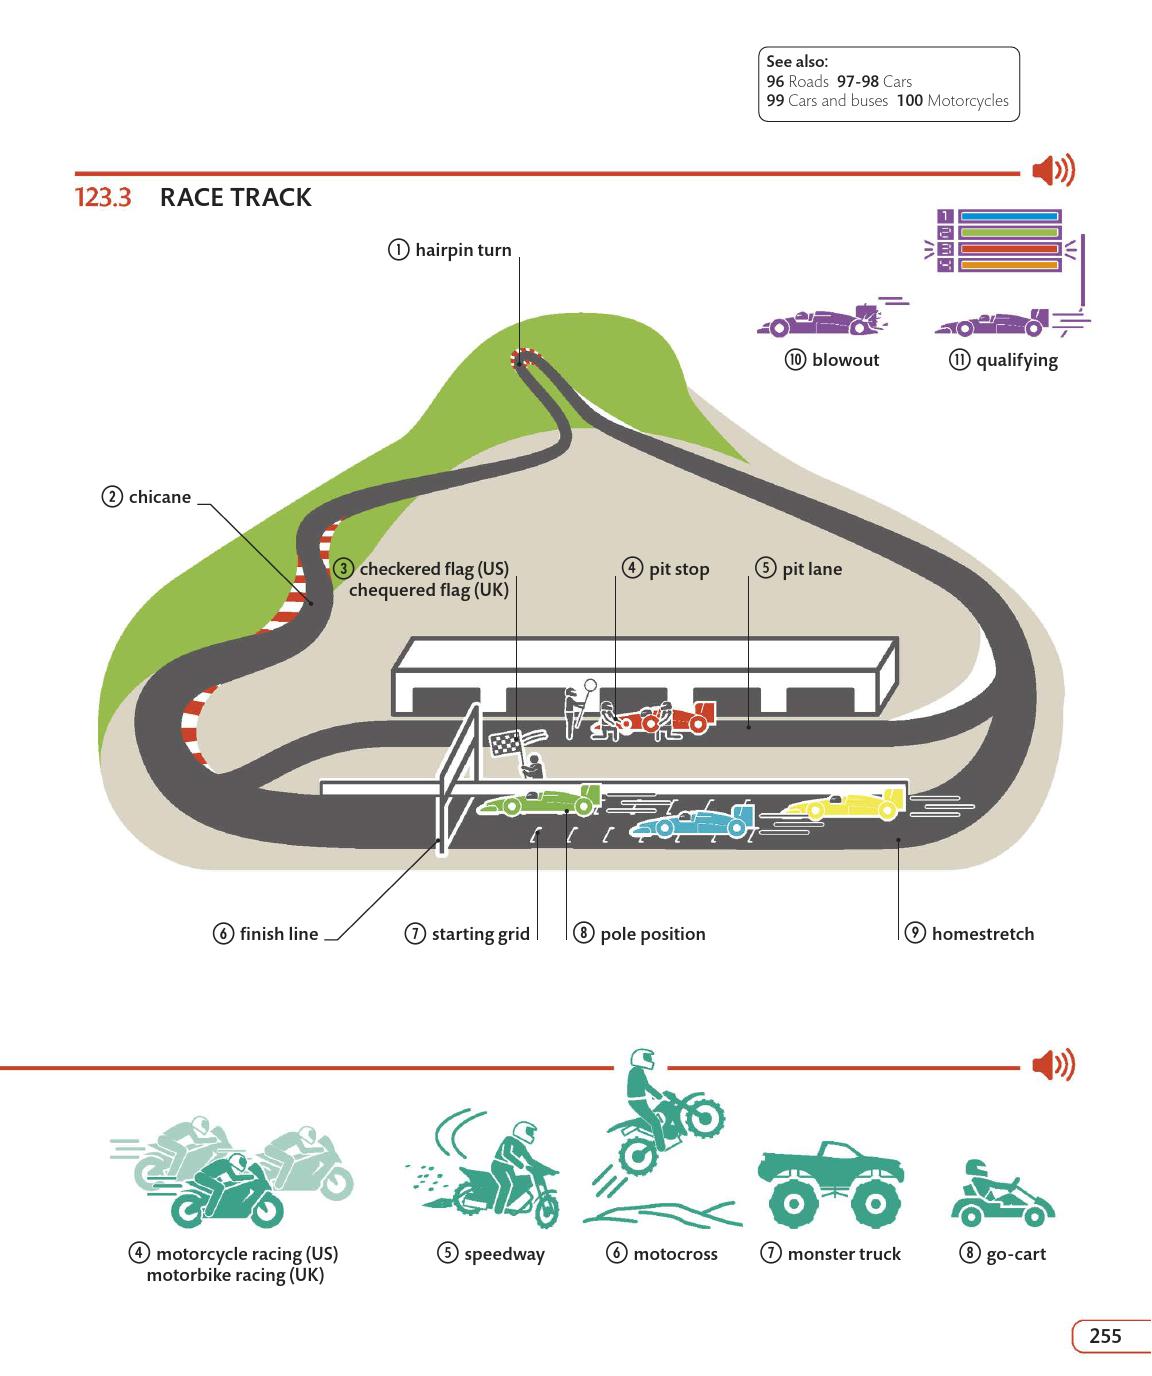 See also:
96 Roads 97-98 Cars
99 Cars and buses 100 Motorcycles
123.3 RACE TRACK
1 hairpin turn
1
2
3
4
10 blowout
11 qualifying
2 chicane
3 checkered flag (US)
chequered flag (UK)
4 pit stop
5 pit lane
6 finish line
7 starting grid
8 pole position
9 homestretch
4 motorcycle racing (US)
motorbike racing (UK)
5 speedway
6 motocross
7 monster truck
8 go-cart
255